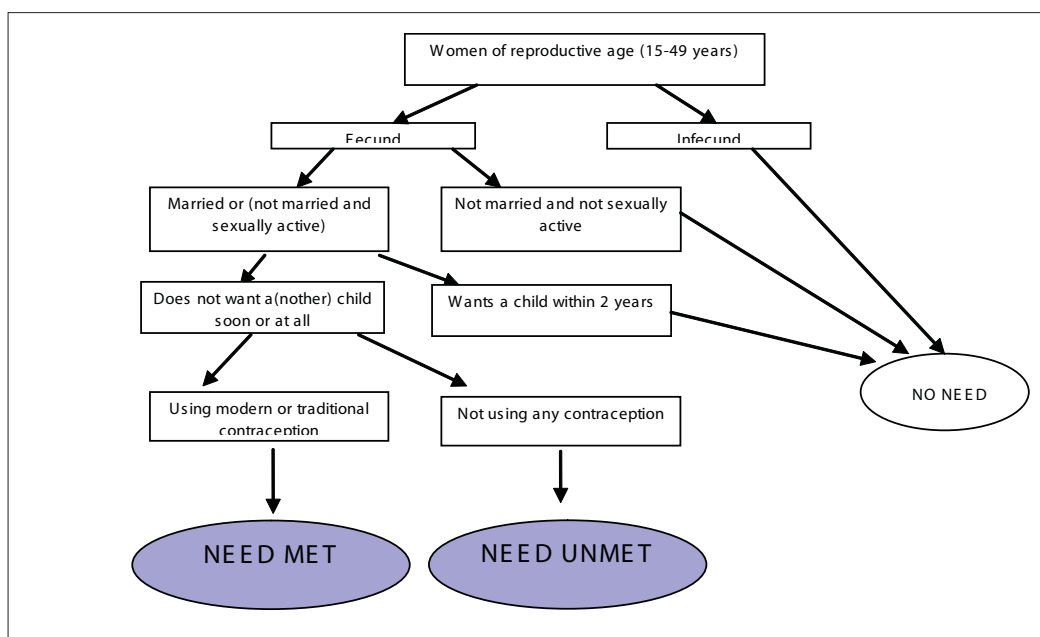 Women of reproductive age (15-49 years)
Fecund
Infecund
Married or (not married and
sexually active)
Not married and not sexually
active
Does not want a(nother) child
soon or at all
Wants a child within 2 years
Using modern or traditional
contraception
Not using any contraception
NO NEED
NEED MET
NEED UNMET